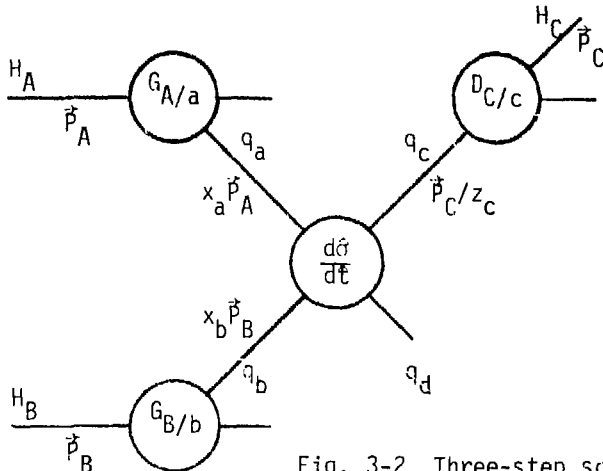 H_C
P⃗_C
H_A
G_A/a
D_C/c
P⃗_A
q_a
q_c
x_a P⃗_A
P⃗_C/z_c
dσ̂
dt̂
x_b P⃗_B
q_b
q_d
H_B
G_B/b
P⃗_B
Fig. 3-2 Three-step